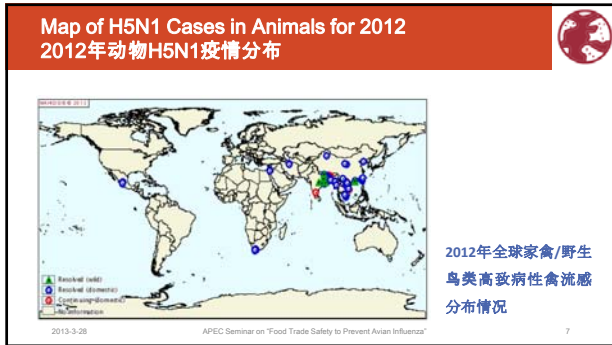 Map of H5N1 Cases in Animals for 2012
2012年动物H5N1疫情分布
Resolved (wild)
Resolved (domestic)
Continuing (domestic)
No information
2012年全球家禽/野生
鸟类高致病性禽流感
分布情况
2013-3-28
APEC Seminar on "Food Trade Safety to Prevent Avian Influenza"
7